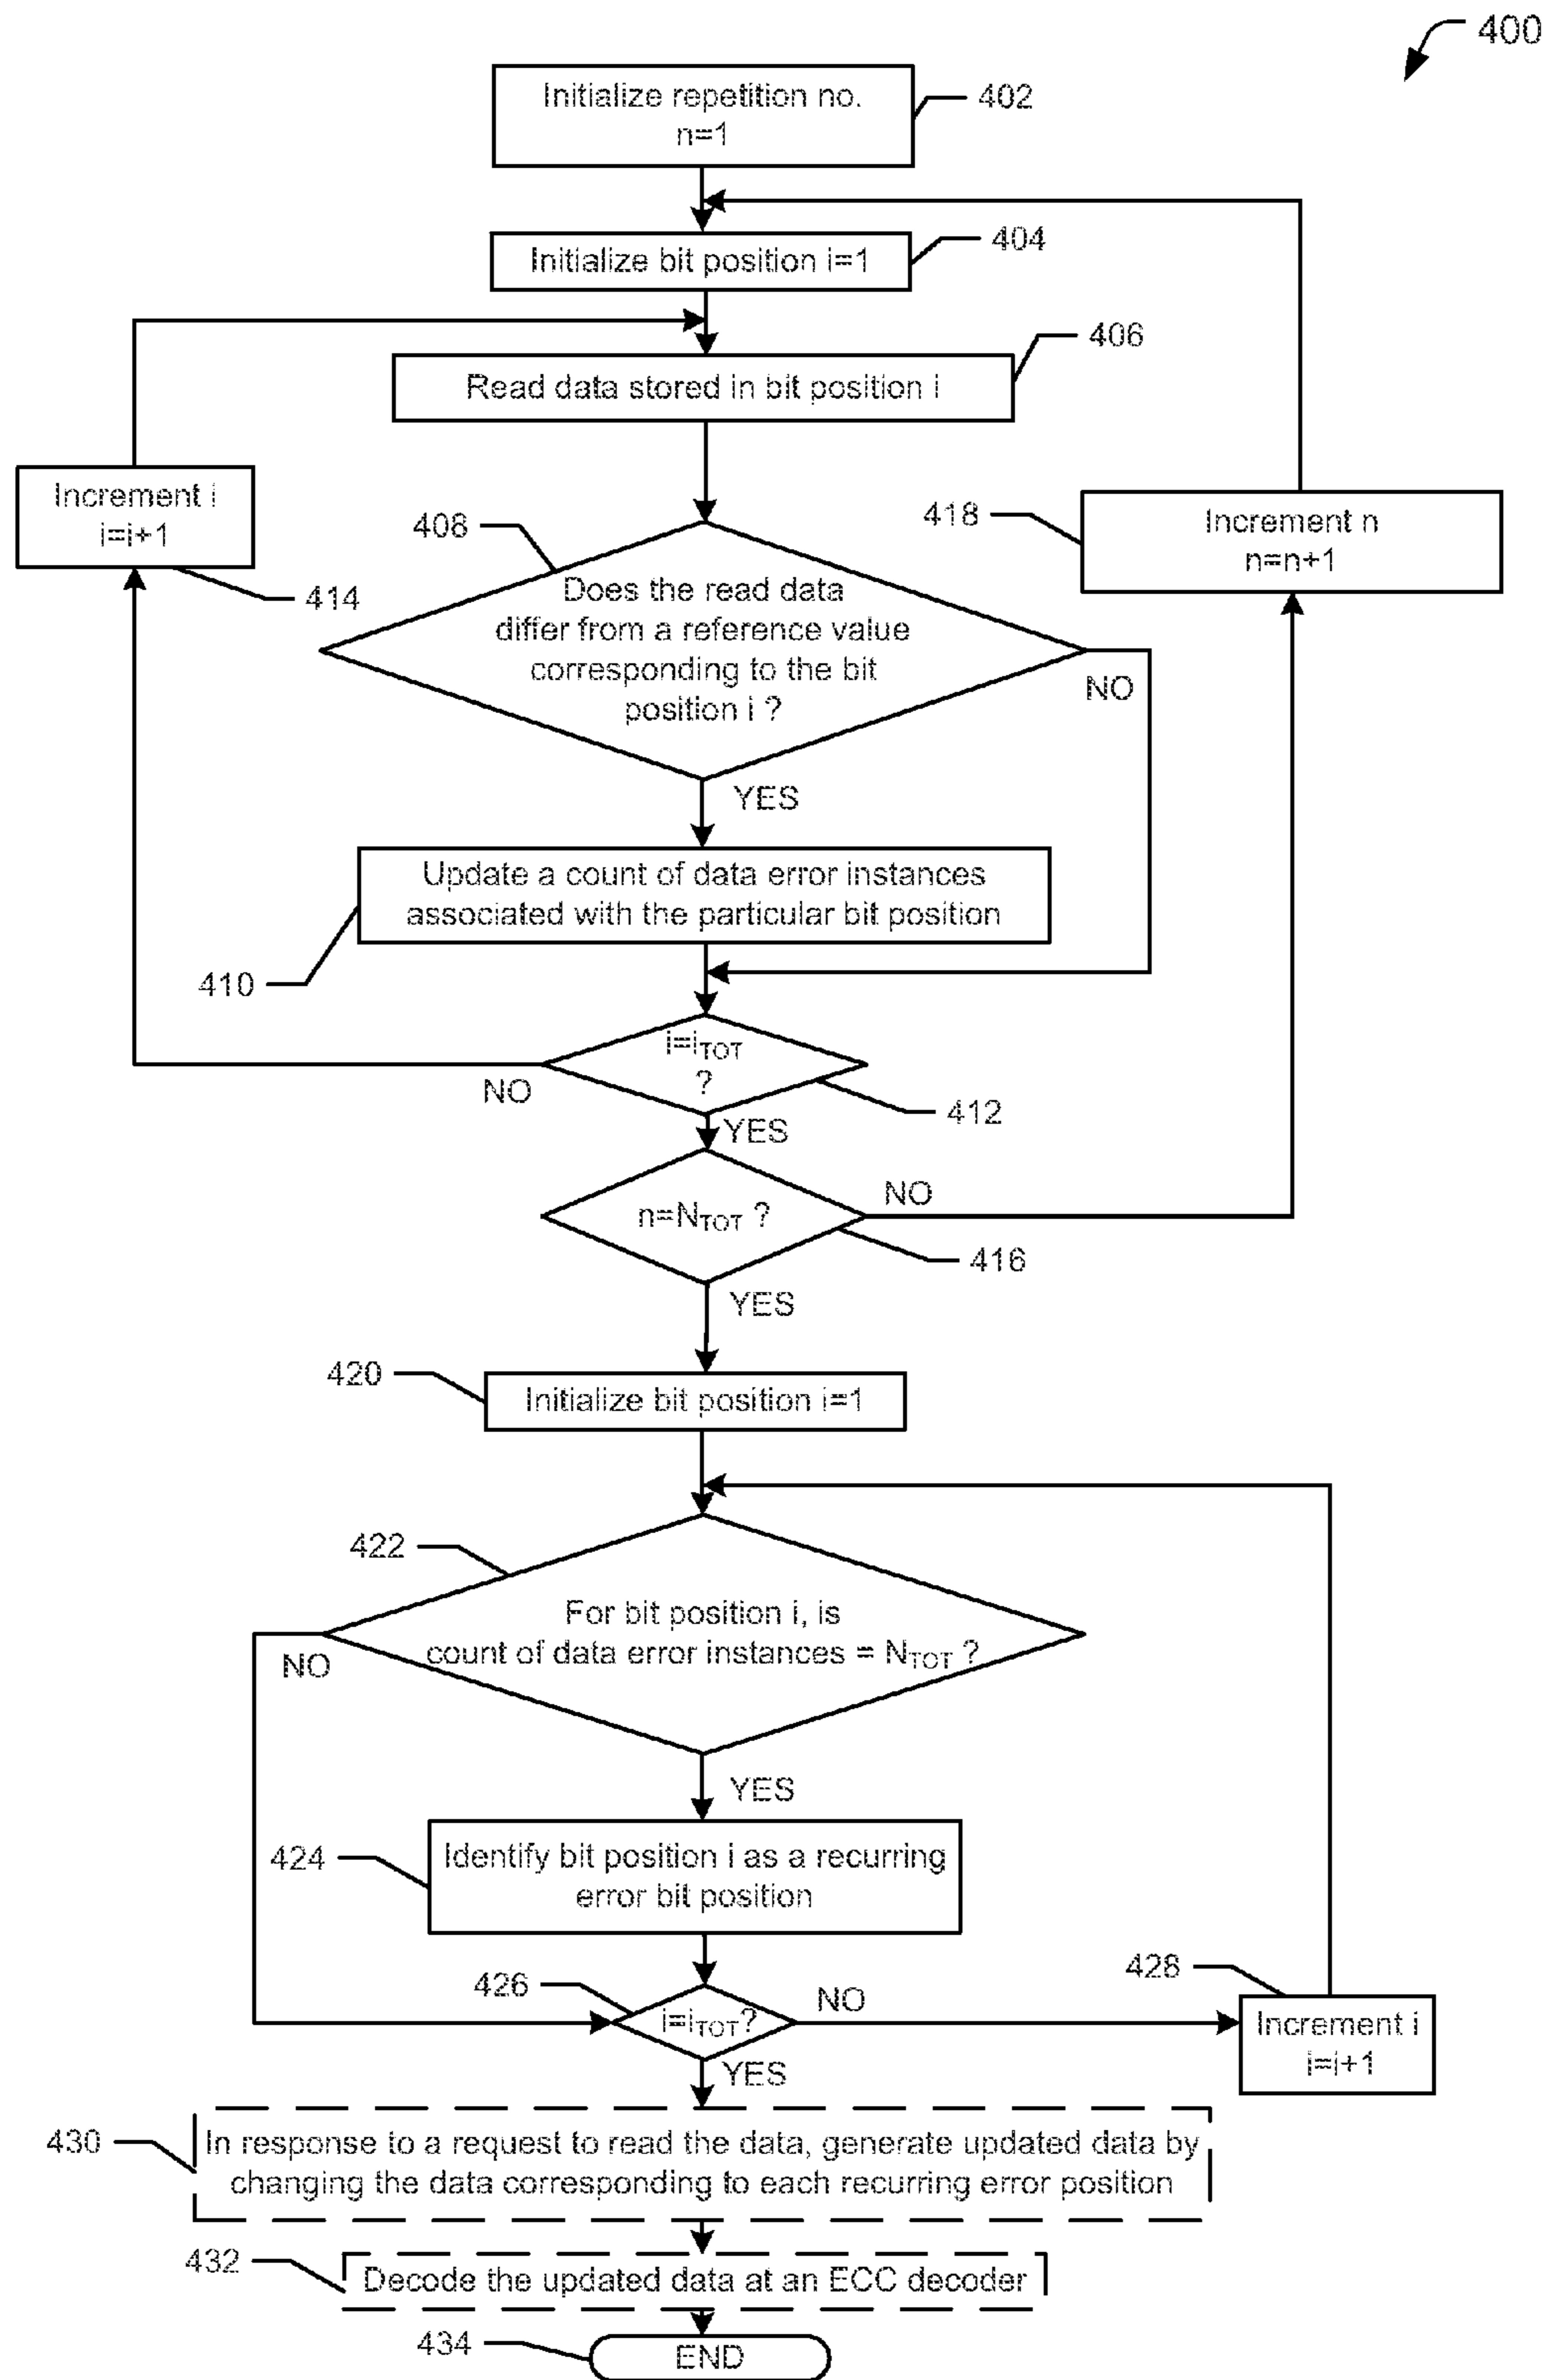 400
Initialize repetition no.
n=1
402
Initialize bit position i=1
404
Read data stored in bit position i
406
Increment i
i=i+1
414
408
Does the read data
differ from a reference value
corresponding to the bit
position i ?
NO
YES
418
Increment n
n=n+1
Update a count of data error instances
associated with the particular bit position
410
i=iTOT
?
NO
412
YES
n=NTOT ?
NO
416
YES
420
Initialize bit position i=1
422
For bit position i, is
count of data error instances = NTOT ?
NO
YES
424
Identify bit position i as a recurring
error bit position
426
i=iTOT?
NO
428
Increment i
i=i+1
YES
430
In response to a request to read the data, generate updated data by
changing the data corresponding to each recurring error position
432
Decode the updated data at an ECC decoder
434
END